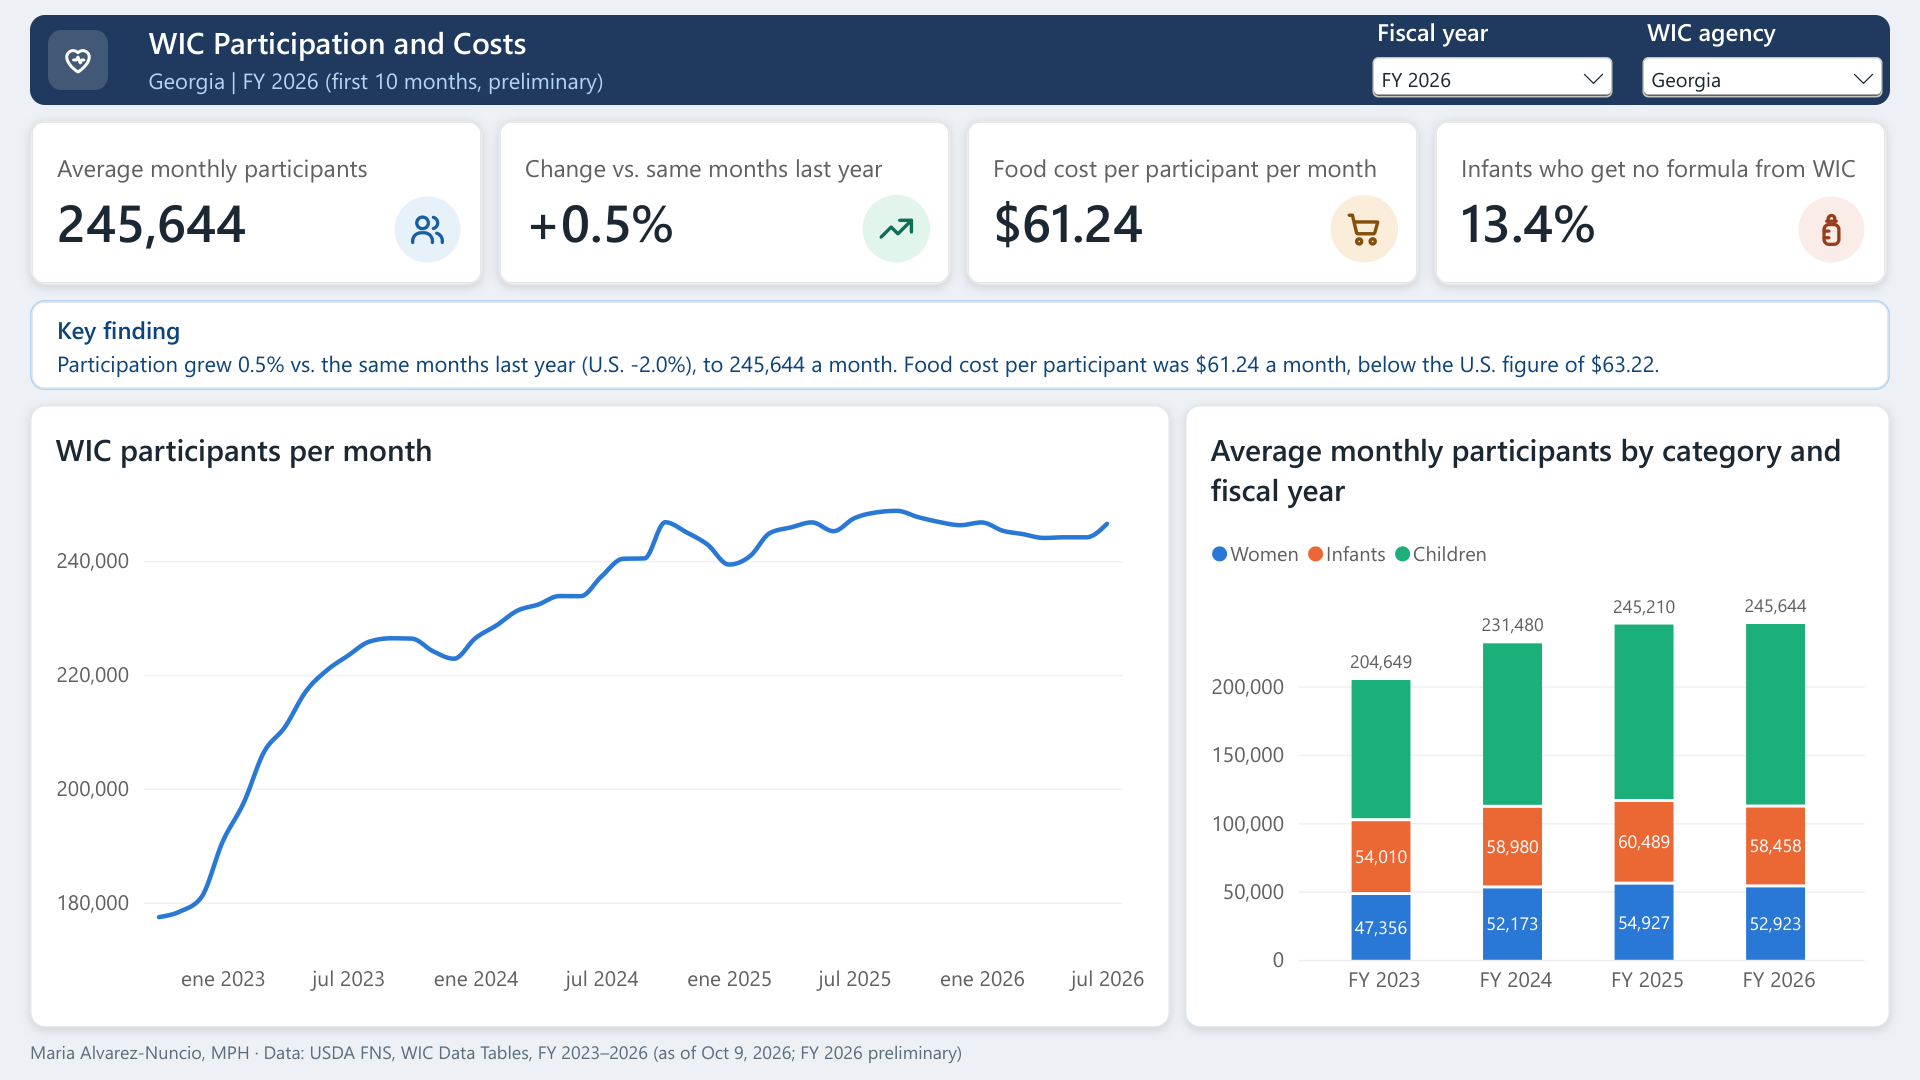 WIC Participation and Costs
Georgia | FY 2026 (first 10 months, preliminary)
Fiscal year
FY 2026
WIC agency
Georgia
Average monthly participants
245,644
Change vs. same months last year
+0.5%
Food cost per participant per month
$61.24
Infants who get no formula from WIC
13.4%
Key finding
Participation grew 0.5% vs. the same months last year (U.S. -2.0%), to 245,644 a month. Food cost per participant was $61.24 a month, below the U.S. figure of $63.22.
WIC participants per month
240,000
220,000
200,000
180,000
ene 2023 jul 2023 ene 2024 jul 2024 ene 2025 jul 2025 ene 2026 jul 2026
Average monthly participants by category and
fiscal year
Women Infants Children
204,649 231,480 245,210 245,644
200,000
150,000
100,000
50,000
0
54,010 58,980 60,489 58,458
47,356 52,173 54,927 52,923
FY 2023 FY 2024 FY 2025 FY 2026
Maria Alvarez-Nuncio, MPH · Data: USDA FNS, WIC Data Tables, FY 2023–2026 (as of Oct 9, 2026; FY 2026 preliminary)